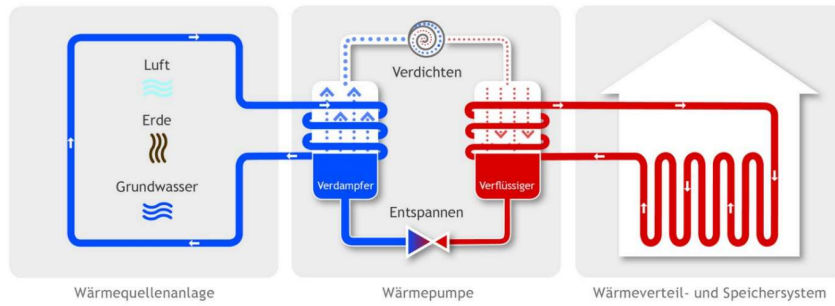 Luft
Erde
Grundwasser
Verdichten
Verdampfer
Verflüssiger
Entspannen
Wärmequellenanlage
Wärmepumpe
Wärmeverteil- und Speichersystem